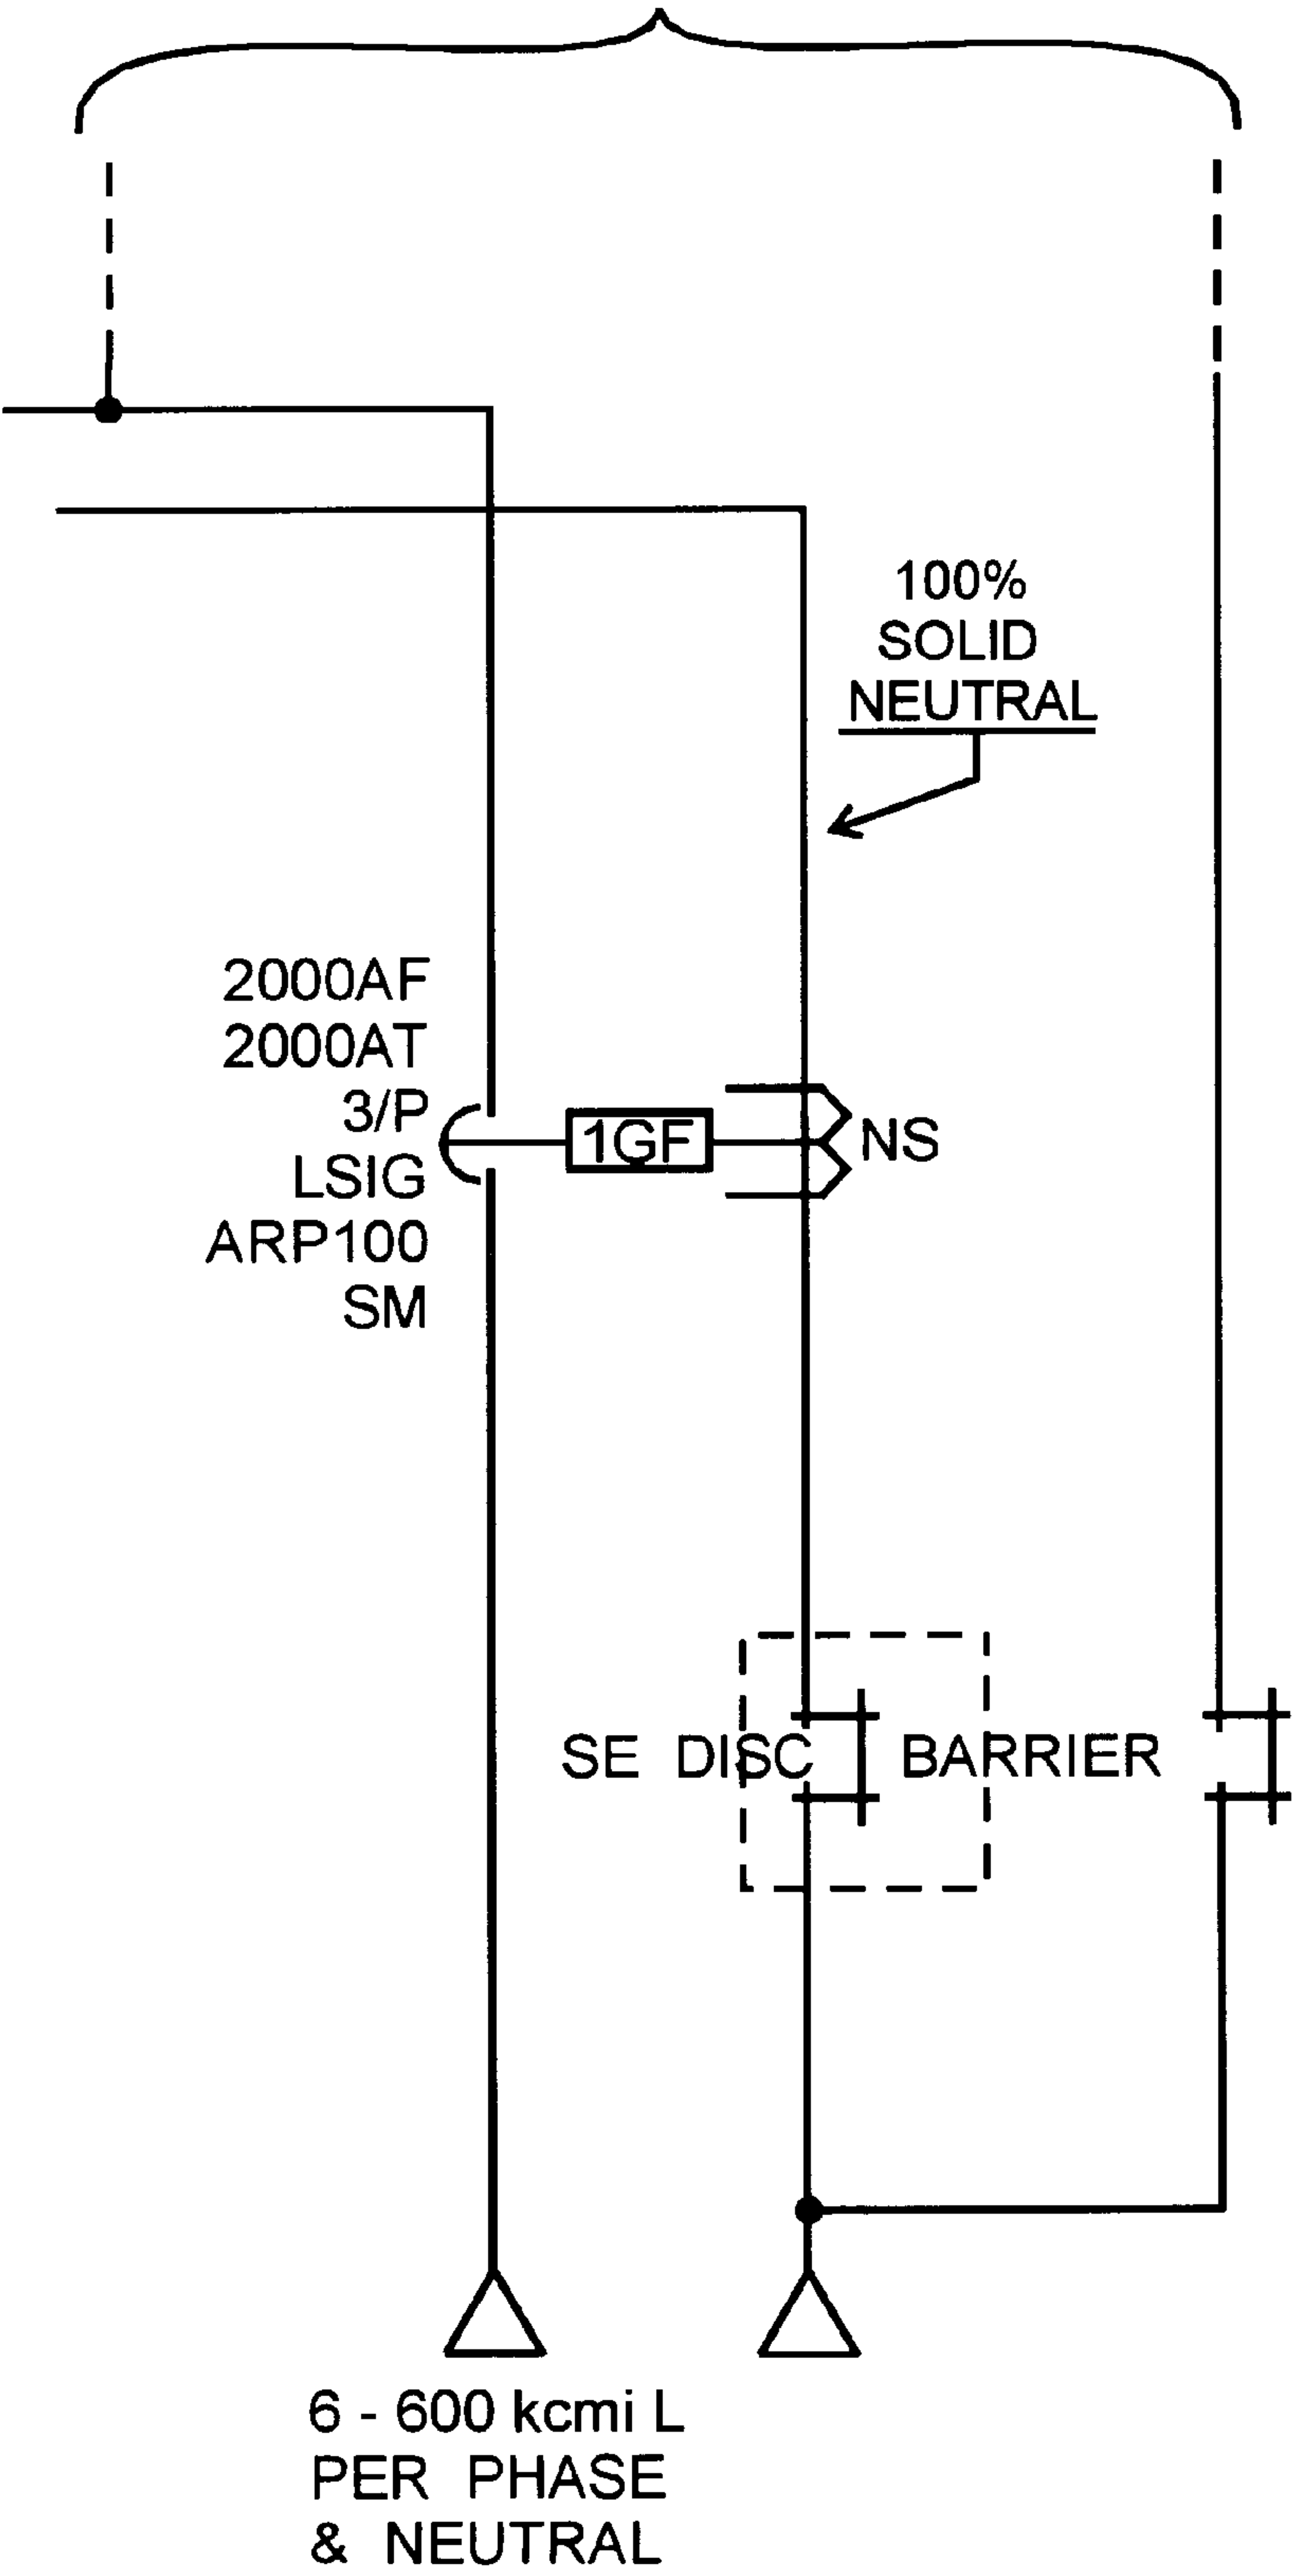 100%
SOLID
NEUTRAL
2000AF
2000AT
3/P
LSIG
ARP100
SM
1GF
NS
SE DISC BARRIER
6 - 600 kcmi L
PER PHASE
& NEUTRAL